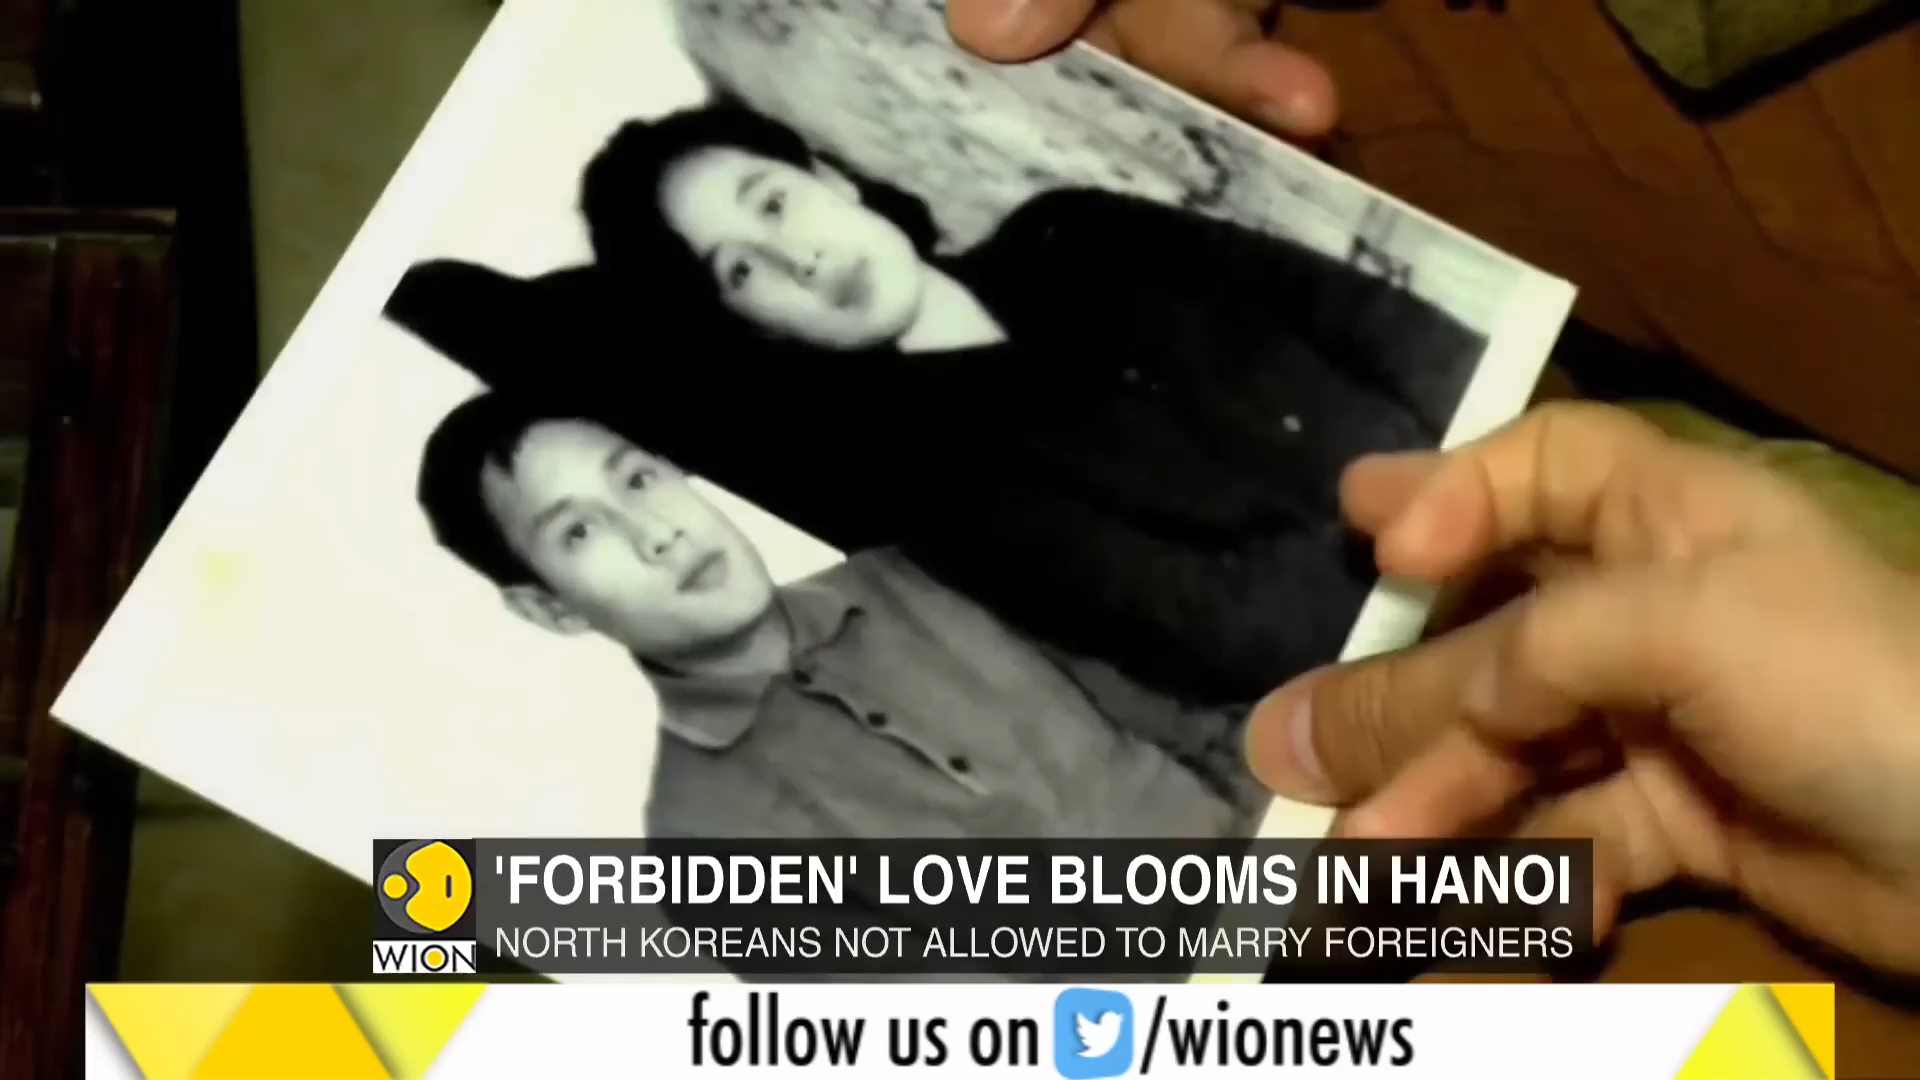 'FORBIDDEN' LOVE BLOOMS IN HANOI
NORTH KOREANS NOT ALLOWED TO MARRY FOREIGNERS
WION
follow us on /wionews